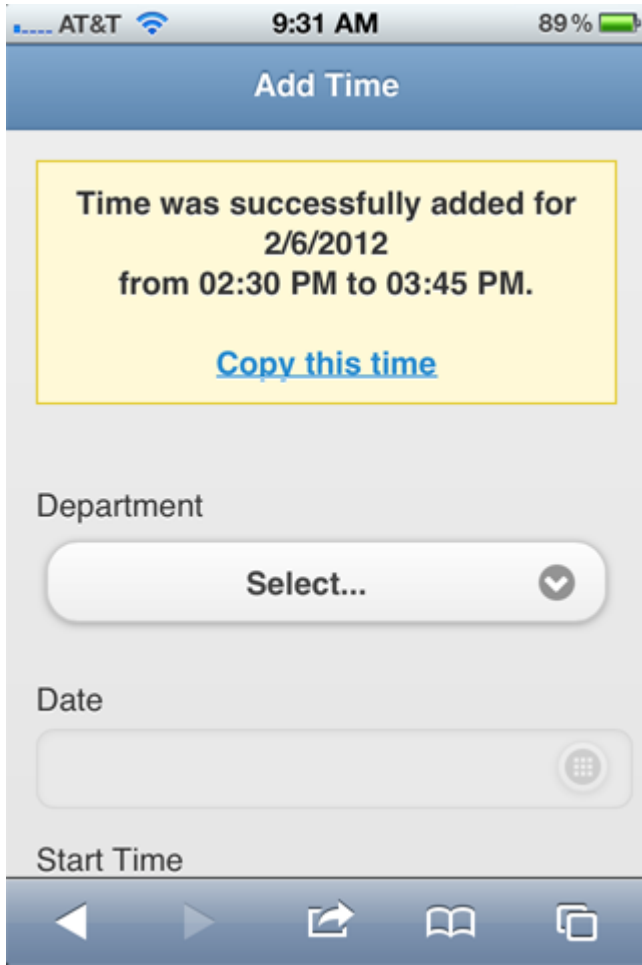 AT&T 9:31 AM 89%
Add Time
Time was successfully added for
2/6/2012
from 02:30 PM to 03:45 PM.
Copy this time
Department
Select...
Date
Start Time